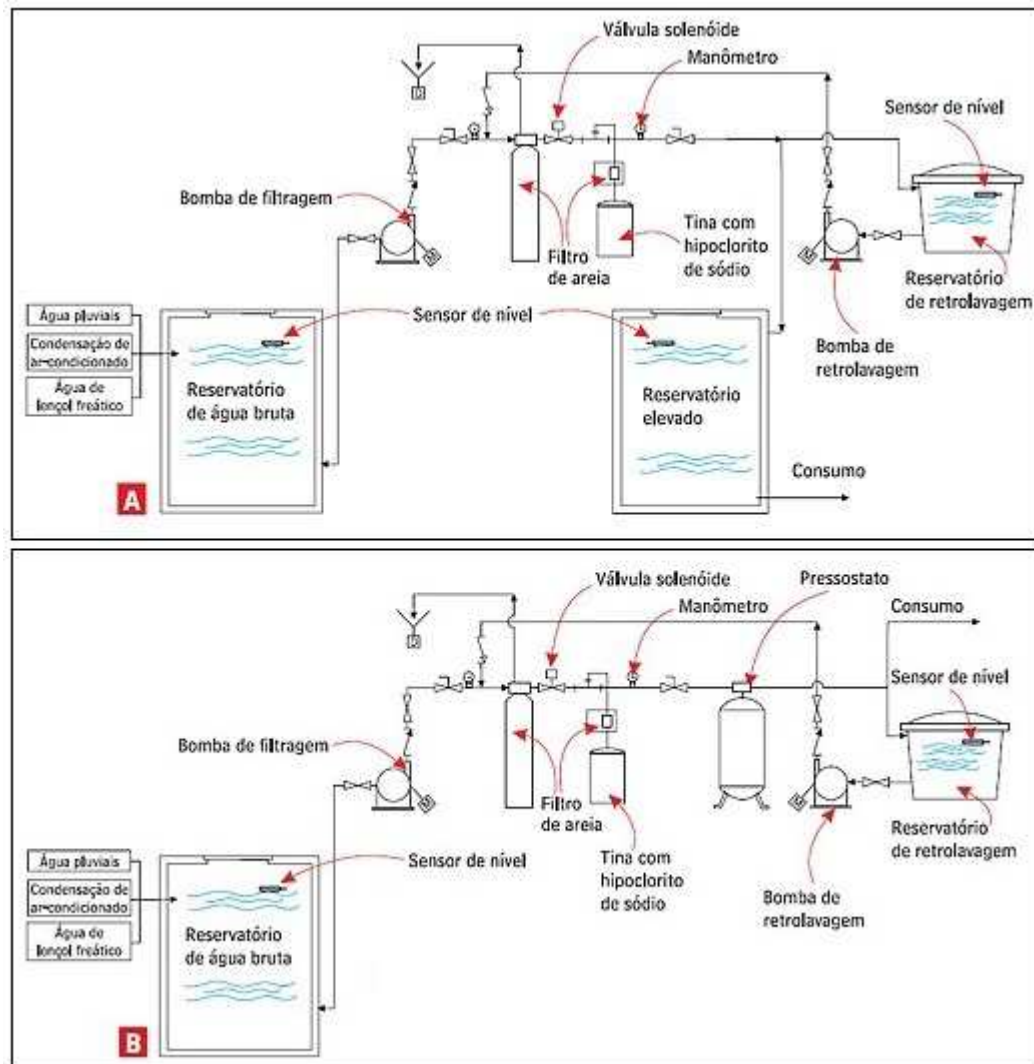 Válvula solenóide
Manômetro
Sensor de nível
Bomba de filtragem
Filtro
de areia
Tina com
hipoclorito
de sódio
Reservatório
de retrolavagem
Água pluviais
Condensação de
ar-condicionado
Água de
lençol freático
Sensor de nível
Bomba de
retrolavagem
Reservatório
de água bruta
Reservatório
elevado
Consumo
A
Válvula solenóide
Pressostato
Manômetro
Consumo
Sensor de nível
Bomba de filtragem
Filtro
de areia
Tina com
hipoclorito
de sódio
Reservatório
de retrolavagem
Bomba de
retrolavagem
Água pluviais
Condensação de
ar-condicionado
Água de
lençol freático
Sensor de nível
Reservatório
de água bruta
B